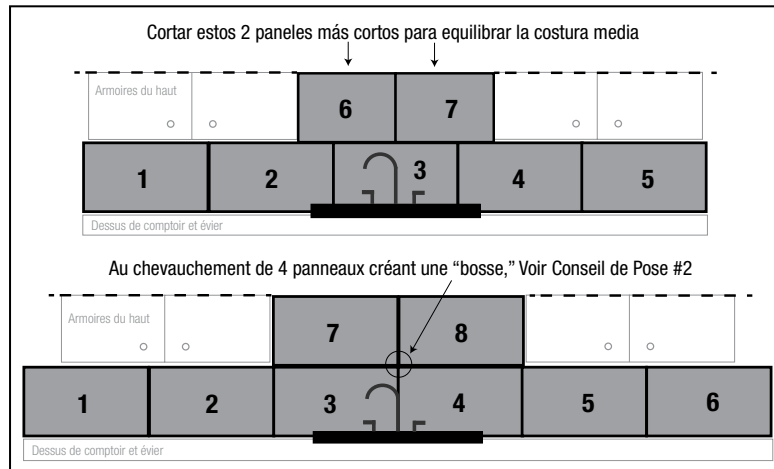 Cortar estos 2 paneles más cortos para equilibrar la costura media
Armoires du haut
6
7
1
2
3
4
5
Dessus de comptoir et évier
Au chevauchement de 4 panneaux créant une “bosse,” Voir Conseil de Pose #2
Armoires du haut
7
8
1
2
3
4
5
6
Dessus de comptoir et évier